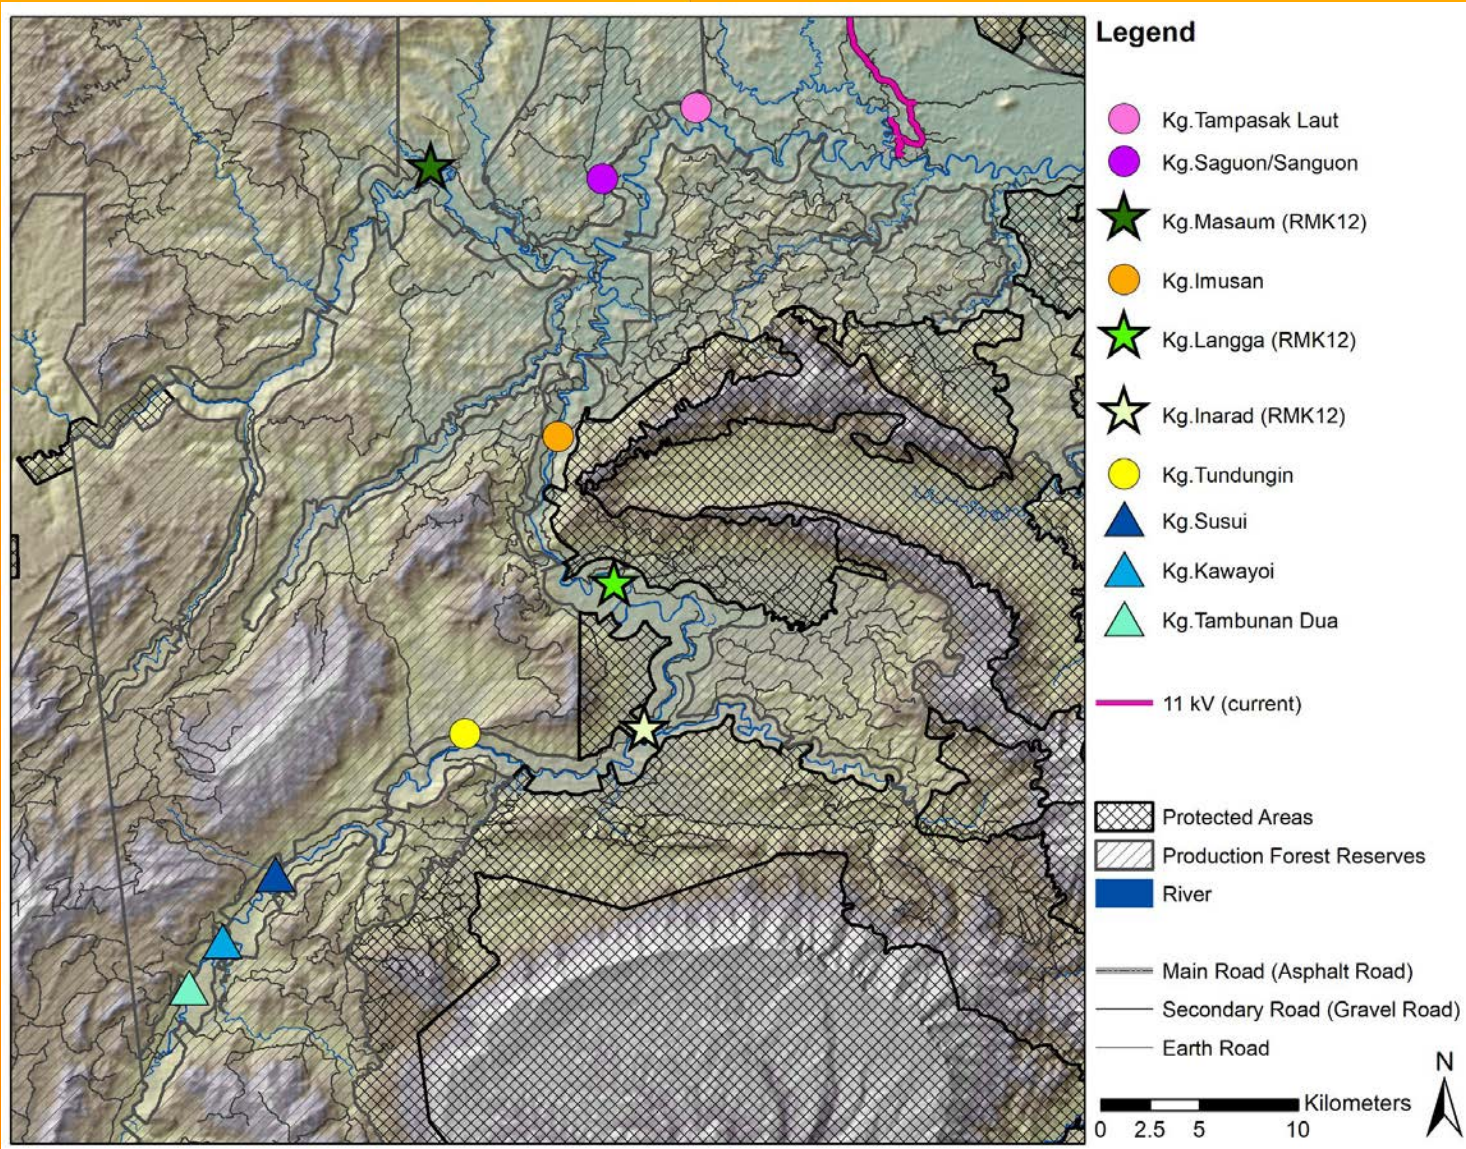 Legend
Kg.Tampasak Laut
Kg.Saguon/Sanguon
Kg.Masaum (RMK12)
Kg.Imusan
Kg.Langga (RMK12)
Kg.Inarad (RMK12)
Kg.Tundungin
Kg.Susui
Kg.Kawayoi
Kg.Tambunan Dua
11 kV (current)
Protected Areas
Production Forest Reserves
River
Main Road (Asphalt Road)
Secondary Road (Gravel Road)
Earth Road
N
Kilometers
0 2.5 5 10